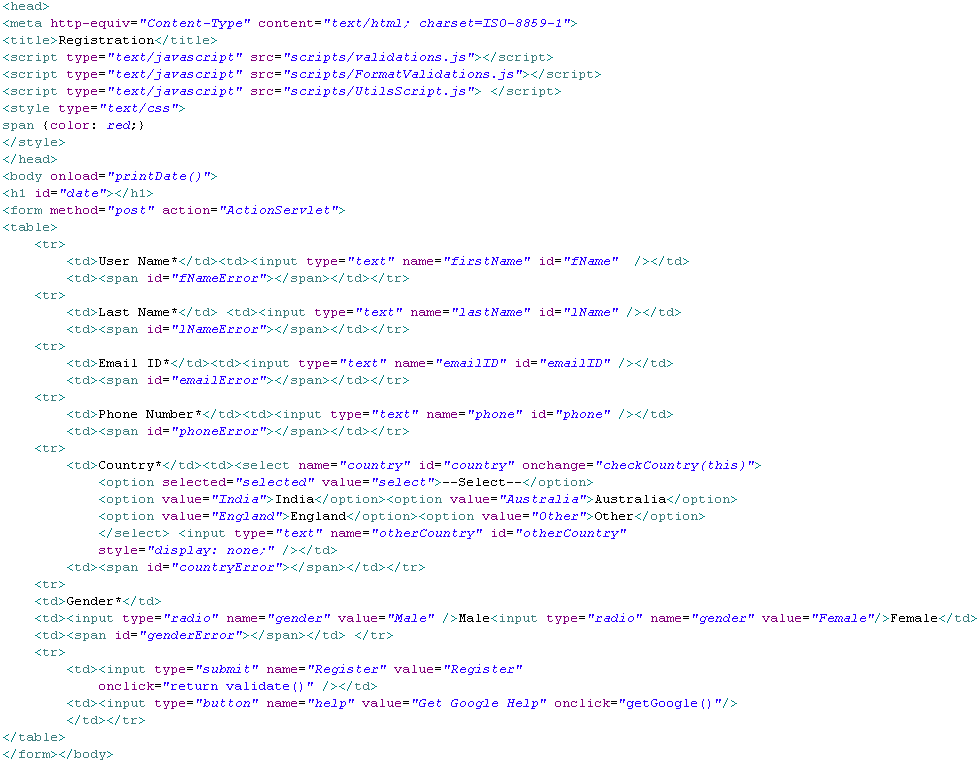 <head>
<meta http-equiv="Content-Type" content="text/html; charset=ISO-8859-1">
<title>Registration</title>
<script type="text/javascript" src="scripts/validations.js"></script>
<script type="text/javascript" src="scripts/FormatValidations.js"></script>
<script type="text/javascript" src="scripts/UtilsScript.js"> </script>
<style type="text/css">
span {color: red;}
</style>
</head>
<body onload="printDate()">
<h1 id="date"></h1>
<form method="post" action="ActionServlet">
<table>
    <tr>
        <td>User Name*</td><td><input type="text" name="firstName" id="fName"  /></td>
        <td><span id="fNameError"></span></td></tr>
    <tr>
        <td>Last Name*</td> <td><input type="text" name="lastName" id="lName" /></td>
        <td><span id="lNameError"></span></td></tr>
    <tr>
        <td>Email ID*</td><td><input type="text" name="emailID" id="emailID" /></td>
        <td><span id="emailError"></span></td></tr>
    <tr>
        <td>Phone Number*</td><td><input type="text" name="phone" id="phone" /></td>
        <td><span id="phoneError"></span></td></tr>
    <tr>
        <td>Country*</td><td><select name="country" id="country" onchange="checkCountry(this)">
            <option selected="selected" value="select">--Select--</option>
            <option value="India">India</option><option value="Australia">Australia</option>
            <option value="England">England</option><option value="Other">Other</option>
            </select> <input type="text" name="otherCountry" id="otherCountry"
            style="display: none;" /></td>
        <td><span id="countryError"></span></td></tr>
    <tr>
    <td>Gender*</td>
    <td><input type="radio" name="gender" value="Male" />Male<input type="radio" name="gender" value="Female"/>Female</td>
    <td><span id="genderError"></span></td> </tr>
    <tr>
        <td><input type="submit" name="Register" value="Register"
            onclick="return validate()" /></td>
        <td><input type="button" name="help" value="Get Google Help" onclick="getGoogle()"/>
        </td></tr>
</table>
</form></body>